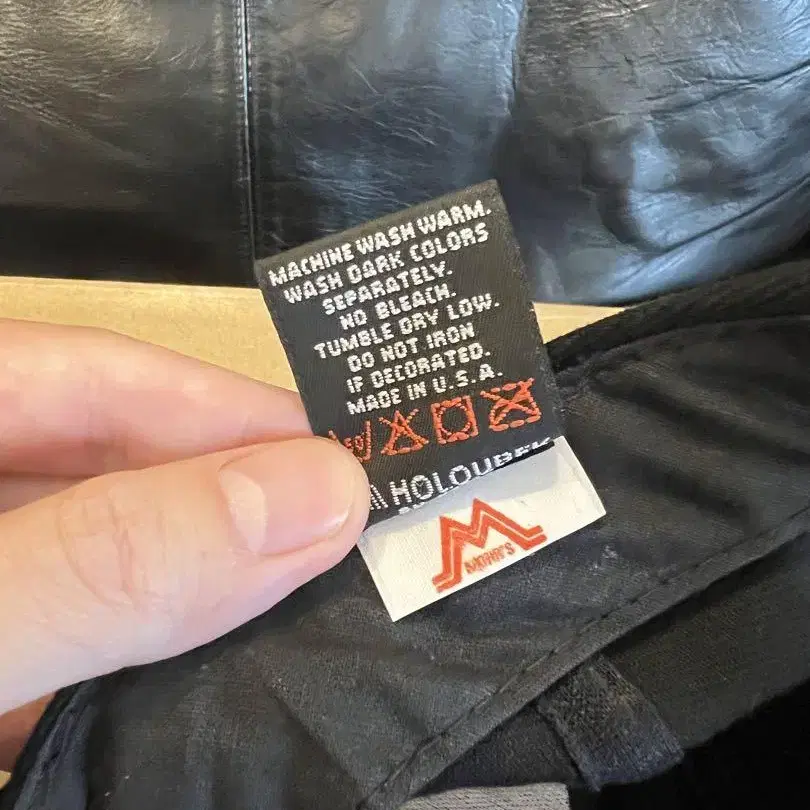 MACHINE WASH WARM.
WASH DARK COLORS
SEPARATELY.
NO BLEACH.
TUMBLE DRY LOW.
DO NOT IRON
IF DECORATED.
MADE IN U.S.A.
HOLOUBEK
MOHR'S